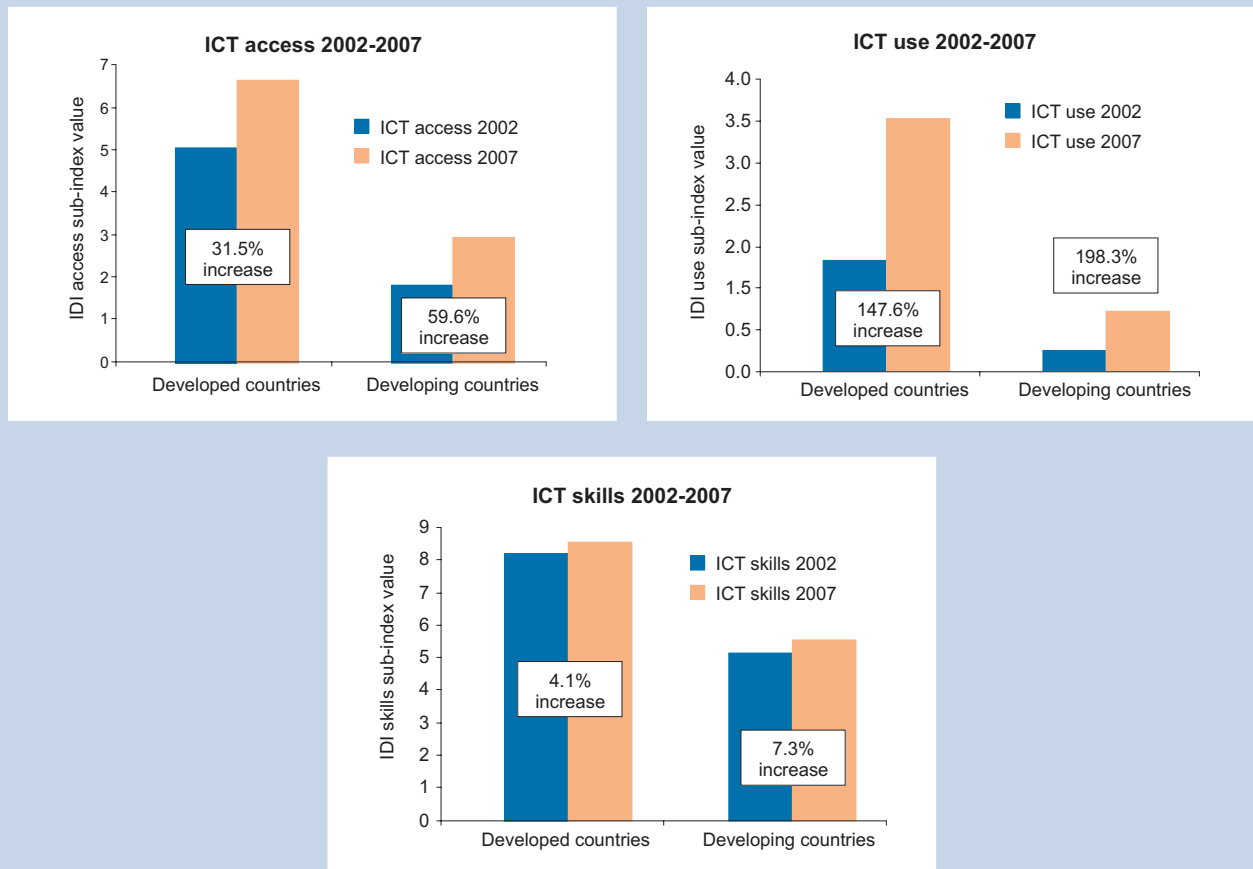 ICT access 2002-2007
IDI access sub-index value
7
6
5
4
3
2
1
0
ICT access 2002
ICT access 2007
31.5%
increase
59.6%
increase
Developed countries
Developing countries
ICT use 2002-2007
IDI use sub-index value
4.0
3.5
3.0
2.5
2.0
1.5
0.5
0.0
ICT use 2002
ICT use 2007
147.6%
increase
198.3%
increase
Developed countries
Developing countries
ICT skills 2002-2007
IDI skills sub-index value
9
8
7
6
5
4
3
2
1
0
ICT skills 2002
ICT skills 2007
4.1%
increase
7.3%
increase
Developed countries
Developing countries